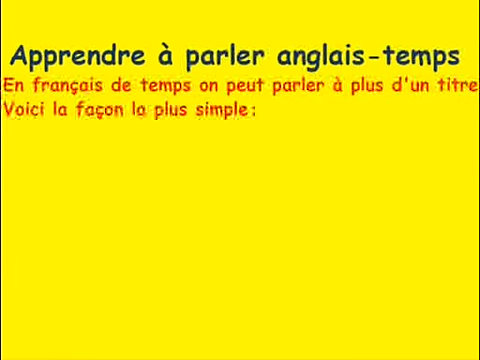 Apprendre à parler anglais-temps
En français de temps on peut parler à plus d'un titre
Voici la façon la plus simple: